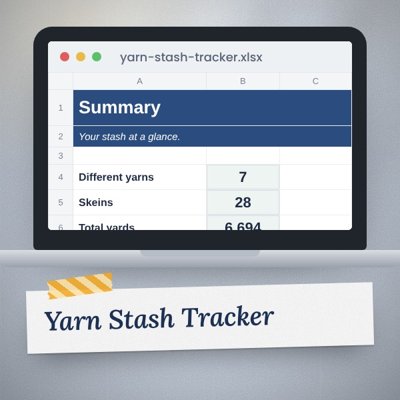 yarn-stash-tracker.xlsx
A B C
1 Summary
2 Your stash at a glance.
3
4 Different yarns 7
5 Skeins 28
6 Total yards 6,694
Yarn Stash Tracker